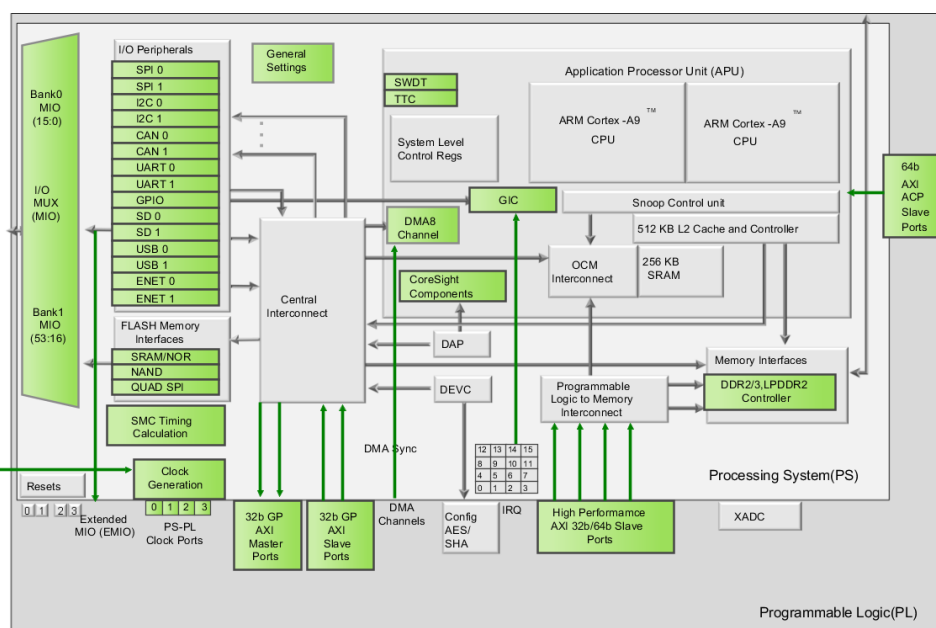 I/O Peripherals
SPI 0
SPI 1
I2C 0
I2C 1
CAN 0
CAN 1
UART 0
UART 1
GPIO
SD 0
SD 1
USB 0
USB 1
ENET 0
ENET 1
Bank0
MIO
(15:0)
I/O
MUX
(MIO)
Bank1
MIO
(53:16)
FLASH Memory
Interfaces
SRAM/NOR
NAND
QUAD SPI
SMC Timing
Calculation
General
Settings
Application Processor Unit (APU)
SWDT
TTC
System Level
Control Regs
ARM Cortex -A9 ™
CPU
ARM Cortex -A9 ™
CPU
GIC
Snoop Control unit
512 KB L2 Cache and Controller
DMA8
Channel
OCM
Interconnect
256 KB
SRAM
CoreSight
Components
Central
Interconnect
DAP
DEVC
Programmable
Logic to Memory
Interconnect
Memory Interfaces
DDR2/3,LPDDR2
Controller
64b
AXI
ACP
Slave
Ports
DMA Sync
12 13 14 15
8 9 10 11
4 5 6 7
0 1 2 3
Processing System(PS)
Resets
0 1 2 3
Clock
Generation
0 1 2 3
Extended
MIO (EMIO)
PS-PL
Clock Ports
32b GP
AXI
Master
Ports
32b GP
AXI
Slave
Ports
DMA
Channels
Config
AES/
SHA
IRQ
High Performamce
AXI 32b/64b Slave
Ports
XADC
Programmable Logic(PL)